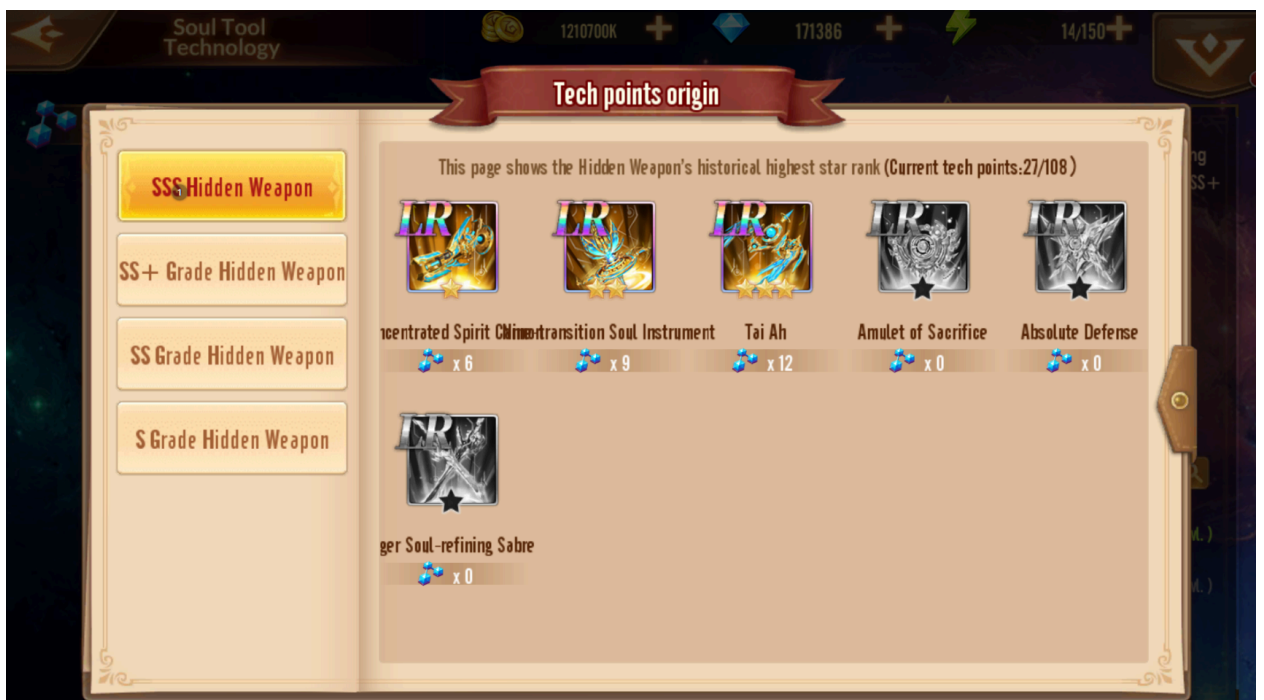 Soul Tool
Technology
1210700K
171386
14/150
Tech points origin
SSS Hidden Weapon
SS+ Grade Hidden Weapon
SS Grade Hidden Weapon
S Grade Hidden Weapon
This page shows the Hidden Weapon's historical highest star rank (Current tech points:27/108 )
LR LR LR LR LR
ncentrated Spirit transition Soul Instrument Tai Ah Amulet of Sacrifice Absolute Defense
x 6 x 9 x 12 x 0 x 0
LR
ger Soul-refining Sabre
x 0
ng
SS+